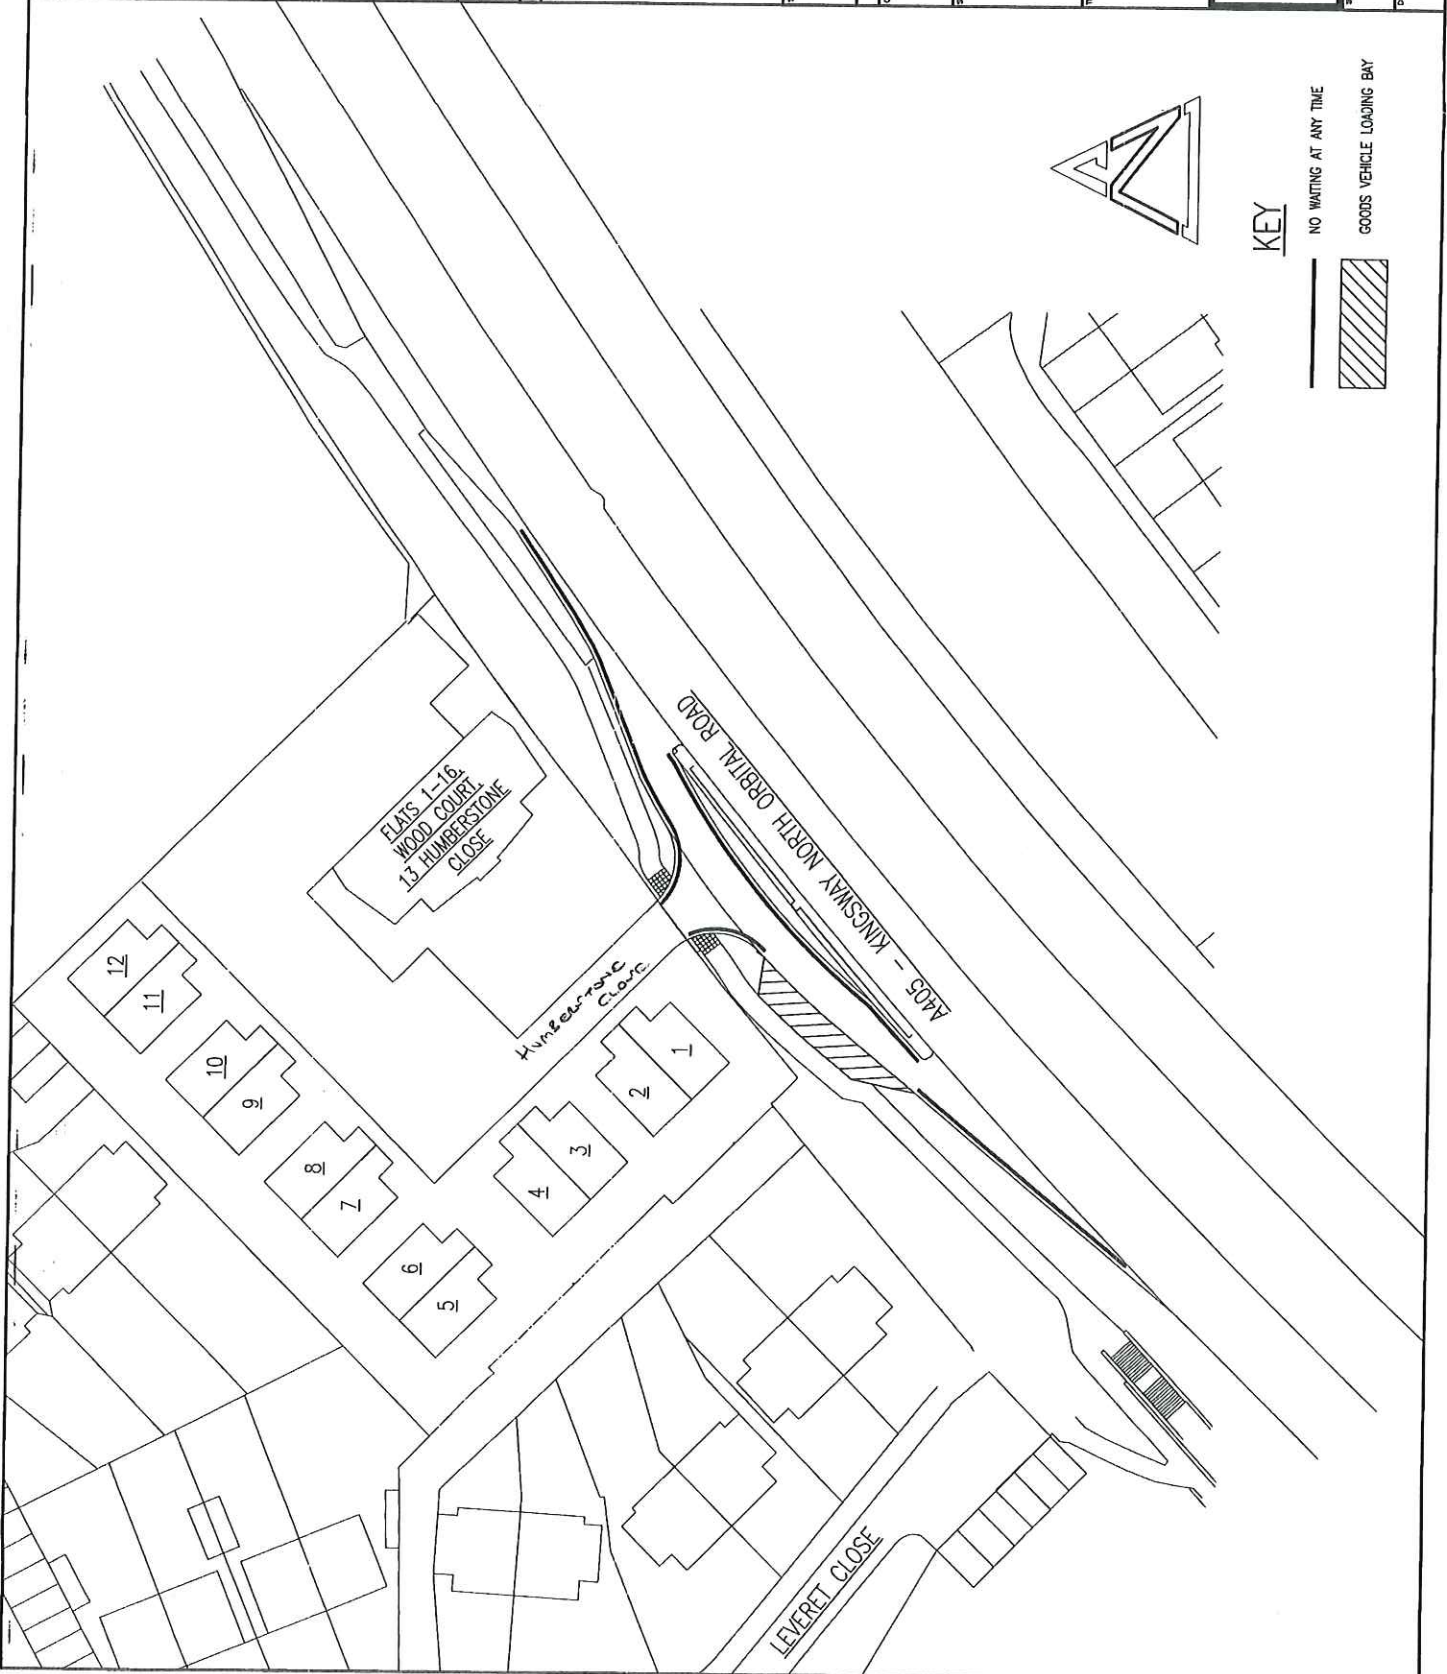 FLATS 1-16,
WOOD COURT,
13 HUMBERSTONE
CLOSE
12
11
10
9
8
7
6
5
4
3
2
1
HUMBERSTONE
CLOSE
A405 - KINGSWAY NORTH ORBITAL ROAD
LEVERET CLOSE
N
KEY
NO WAITING AT ANY TIME
GOODS VEHICLE LOADING BAY